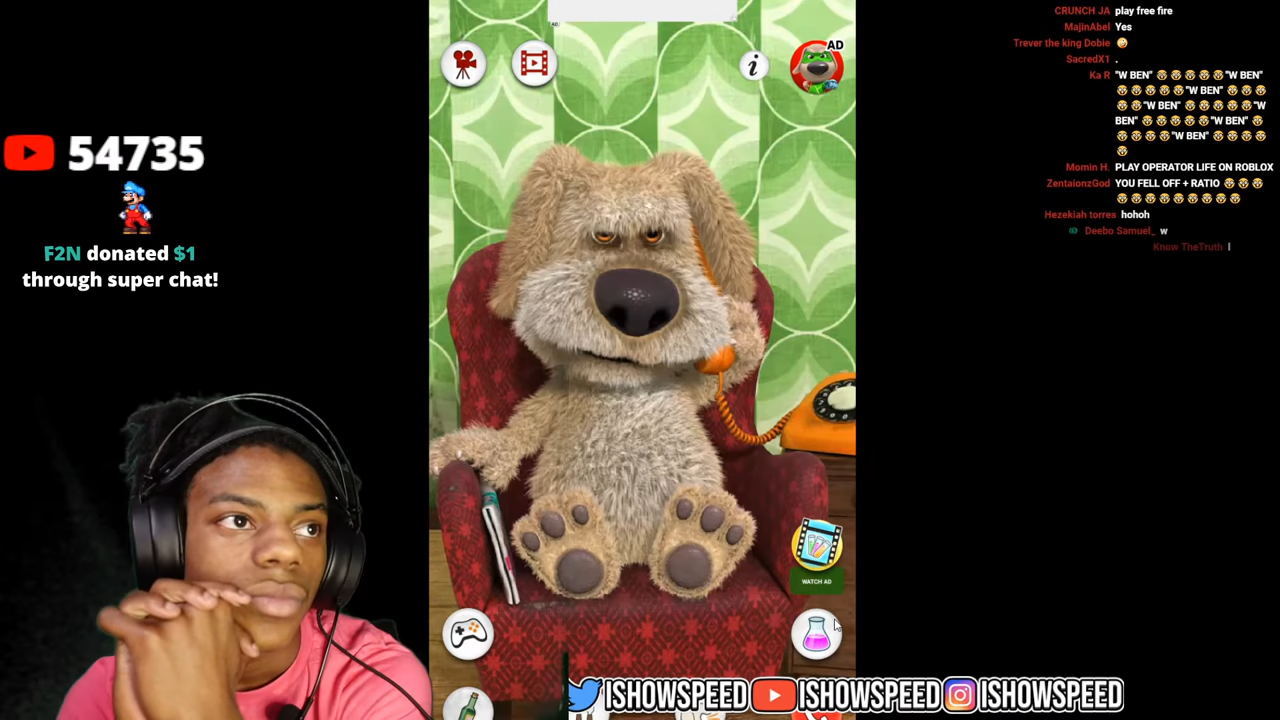 54735
F2N donated $1
through super chat!
AD
AD
i
WATCH AD
CRUNCH JA play free fire
MajinAbel Yes
Trever the king Dobie 🤪
SacredX1 .
Ka R "W BEN" 🦁🦁🦁🦁🦁"W BEN"
🦁🦁🦁🦁🦁"W BEN" 🦁🦁🦁
🦁🦁"W BEN" 🦁🦁🦁🦁🦁"W
BEN" 🦁🦁🦁🦁🦁"W BEN" 🦁
🦁🦁🦁🦁"W BEN" 🦁🦁🦁🦁
🦁
Momin H. PLAY OPERATOR LIFE ON ROBLOX
ZentaionzGod YOU FELL OFF + RATIO 🦁🦁🦁
🦁🦁🦁🦁🦁🦁🦁🦁🦁
Hezekiah torres hohoh
Deebo Samuel_ w
Know TheTruth l
ISHOWSPEED ISHOWSPEED ISHOWSPEED